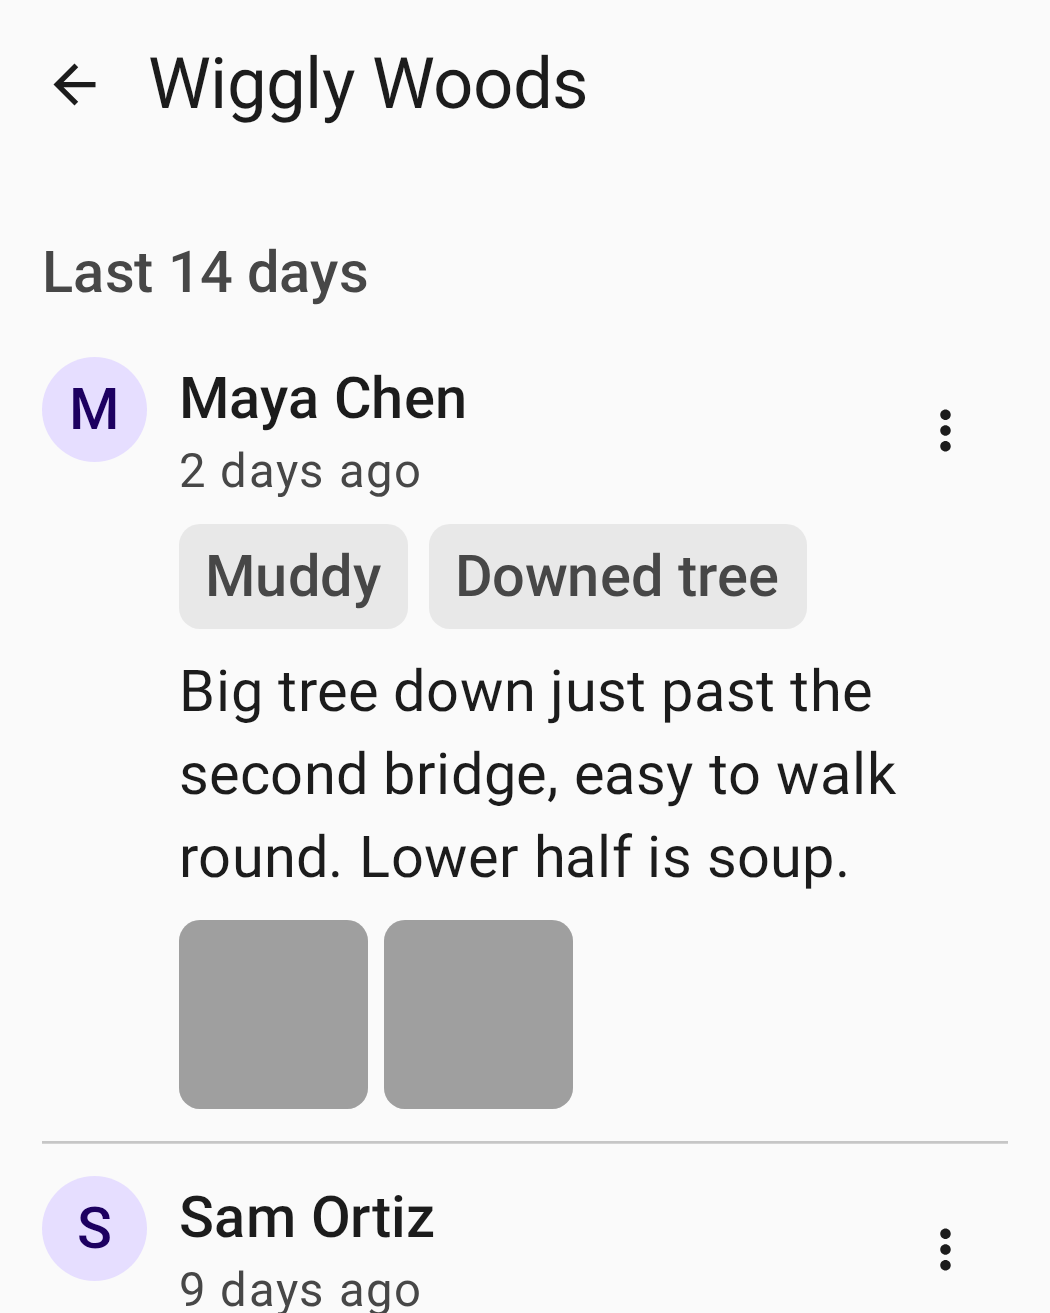 Wiggly Woods
Last 14 days
M
Maya Chen
2 days ago
Muddy
Downed tree
Big tree down just past the
second bridge, easy to walk
round. Lower half is soup.
S
Sam Ortiz
9 days ago